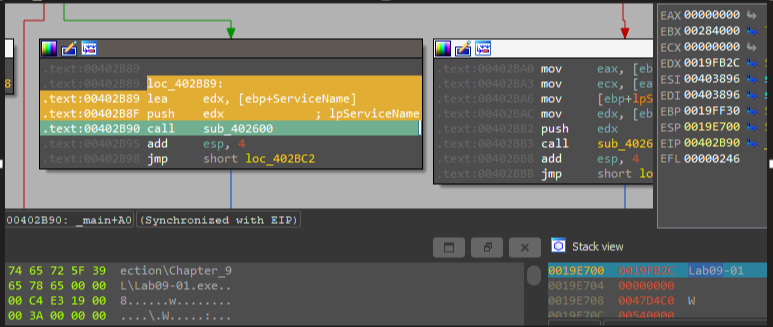 .text:00402B89
.text:00402B89 loc_402B89:
.text:00402B89 lea edx, [ebp+ServiceName]
.text:00402B8F push edx ; lpServiceName
.text:00402B90 call sub_402600
.text:00402B95 add esp, 4
.text:00402B98 jmp short loc_402BC2
8
.text:00402BA0 mov eax, [eb
.text:00402BA3 mov ecx, [ea
.text:00402BA6 mov [ebp+lpS
.text:00402BA9 mov edx, [eb
.text:00402BB2 push edx
.text:00402BB3 call sub_4026
.text:00402BB8 add esp, 4
.text:00402BBB jmp short lo
EAX 00000000
EBX 00284000
ECX 00000000
EDX 0019FB2C
ESI 00403896
EDI 00403896
EBP 0019FF30
ESP 0019E700
EIP 00402B90
EFL 00000246
00402B90: _main+A0 (Synchronized with EIP)
74 65 72 5F 39 ection\Chapter_9
65 78 65 00 00 L\Lab09-01.exe..
00 C4 E3 19 00 8......w........
00 3A 00 00 00 ....\.W.....:...
Stack view
0019E700 0019FB2C Lab09-01
0019E704 00000000
0019E708 0047D4C0 W
0019E70C 00540000